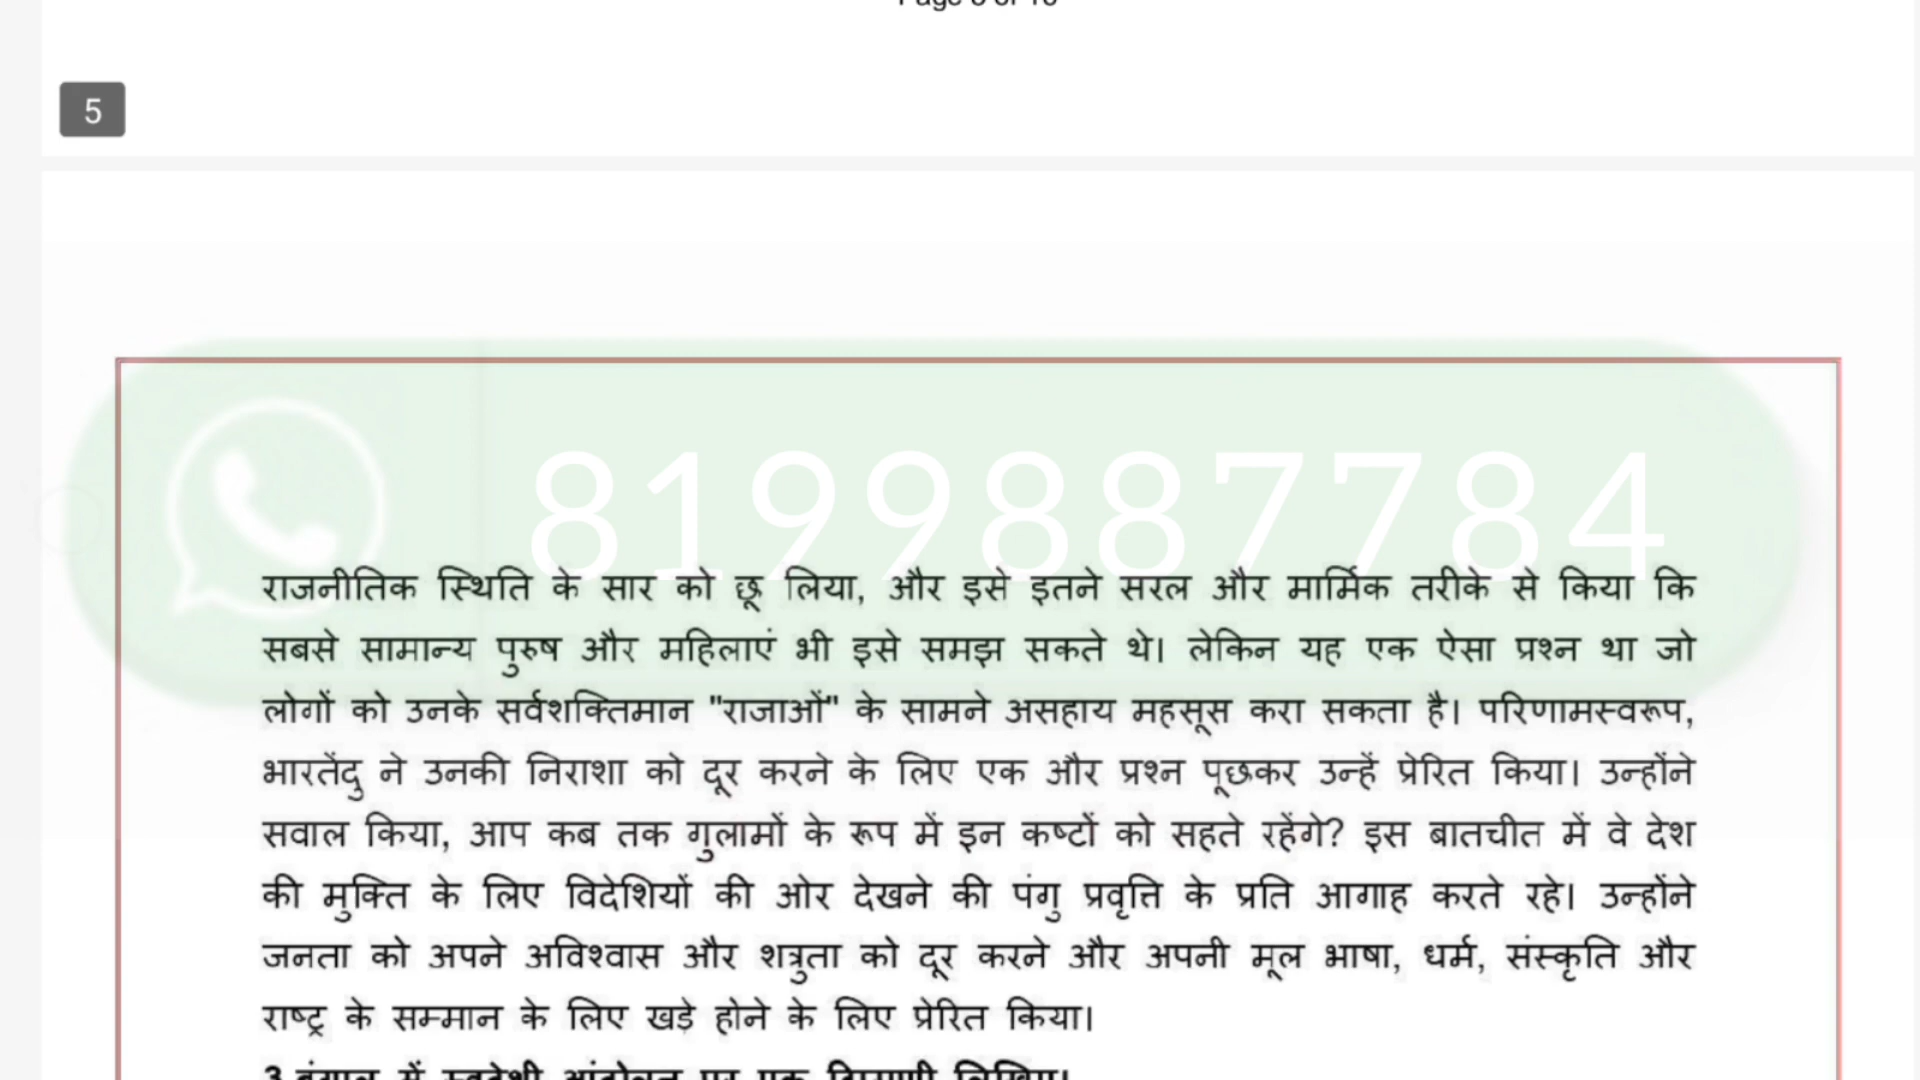 5
8199887784
राजनीतिक स्थिति के सार को छू लिया, और इसे इतने सरल और मार्मिक तरीके से किया कि
सबसे सामान्य पुरुष और महिलाएं भी इसे समझ सकते थे। लेकिन यह एक ऐसा प्रश्न था जो
लोगों को उनके सर्वशक्तिमान "राजाओं" के सामने असहाय महसूस करा सकता है। परिणामस्वरूप,
भारतेंदु ने उनकी निराशा को दूर करने के लिए एक और प्रश्न पूछकर उन्हें प्रेरित किया। उन्होंने
सवाल किया, आप कब तक गुलामों के रूप में इन कष्टों को सहते रहेंगे? इस बातचीत में वे देश
की मुक्ति के लिए विदेशियों की ओर देखने की पंगु प्रवृत्ति के प्रति आगाह करते रहे। उन्होंने
जनता को अपने अविश्वास और शत्रुता को दूर करने और अपनी मूल भाषा, धर्म, संस्कृति और
राष्ट्र के सम्मान के लिए खड़े होने के लिए प्रेरित किया।